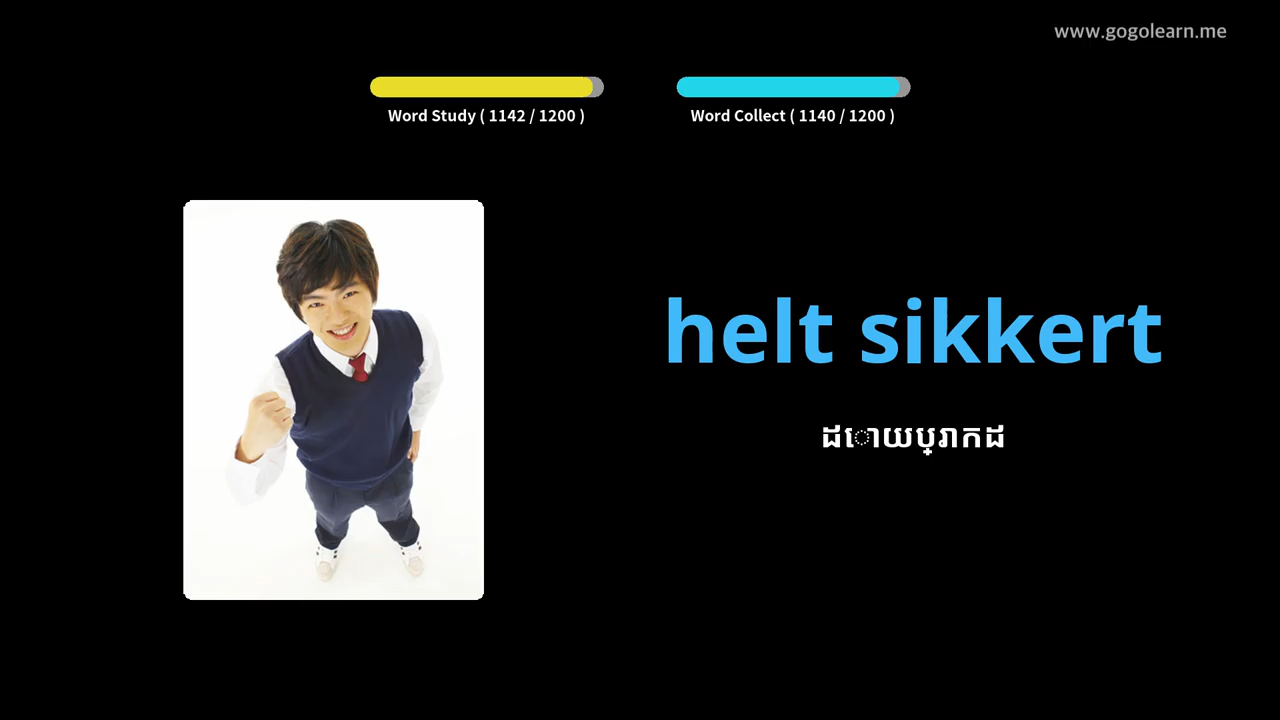 www.gogolearn.me
Word Study ( 1142 / 1200 )
Word Collect ( 1140 / 1200 )
helt sikkert
ដោយប្រាកដ